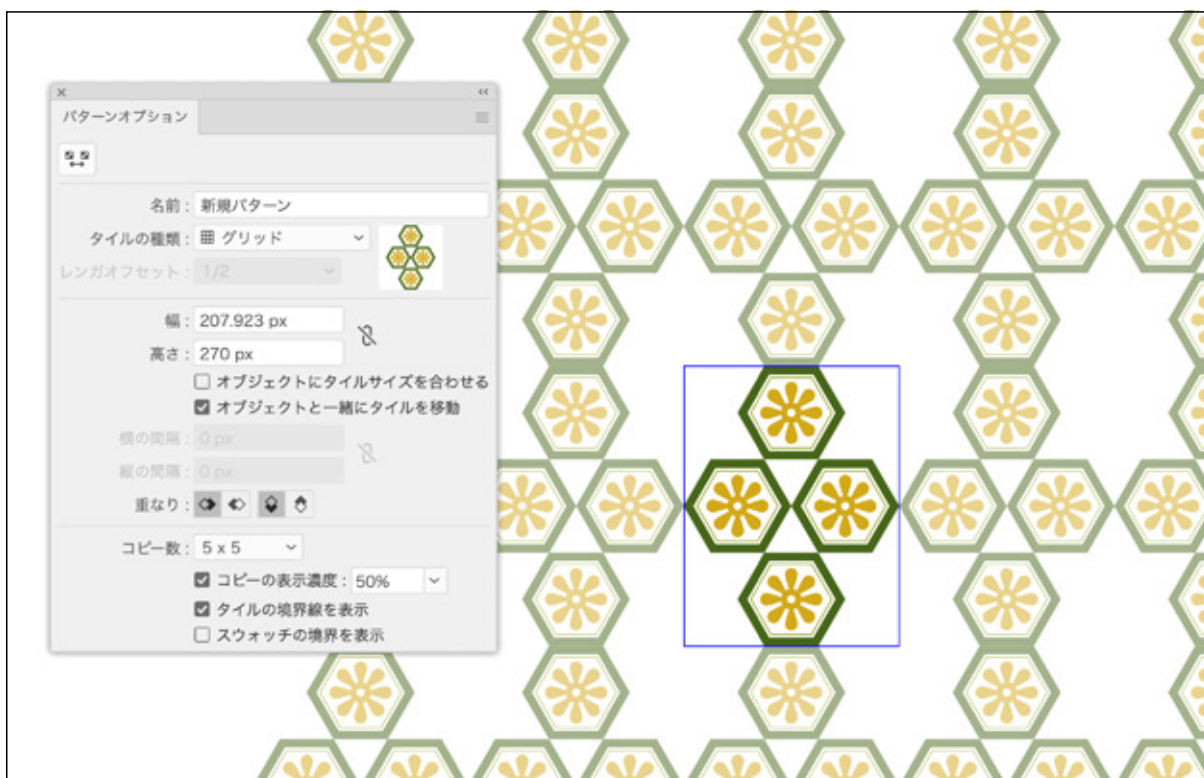 パターンオプション
名前：新規パターン
タイルの種類：グリッド
レンガオフセット：1/2
幅：207.923 px
高さ：270 px
オブジェクトにタイルサイズを合わせる
オブジェクトと一緒にタイルを移動
横の間隔：0 px
縦の間隔：0 px
重なり：
コピー数：5 x 5
コピーの表示濃度：50%
タイルの境界線を表示
スウォッチの境界を表示